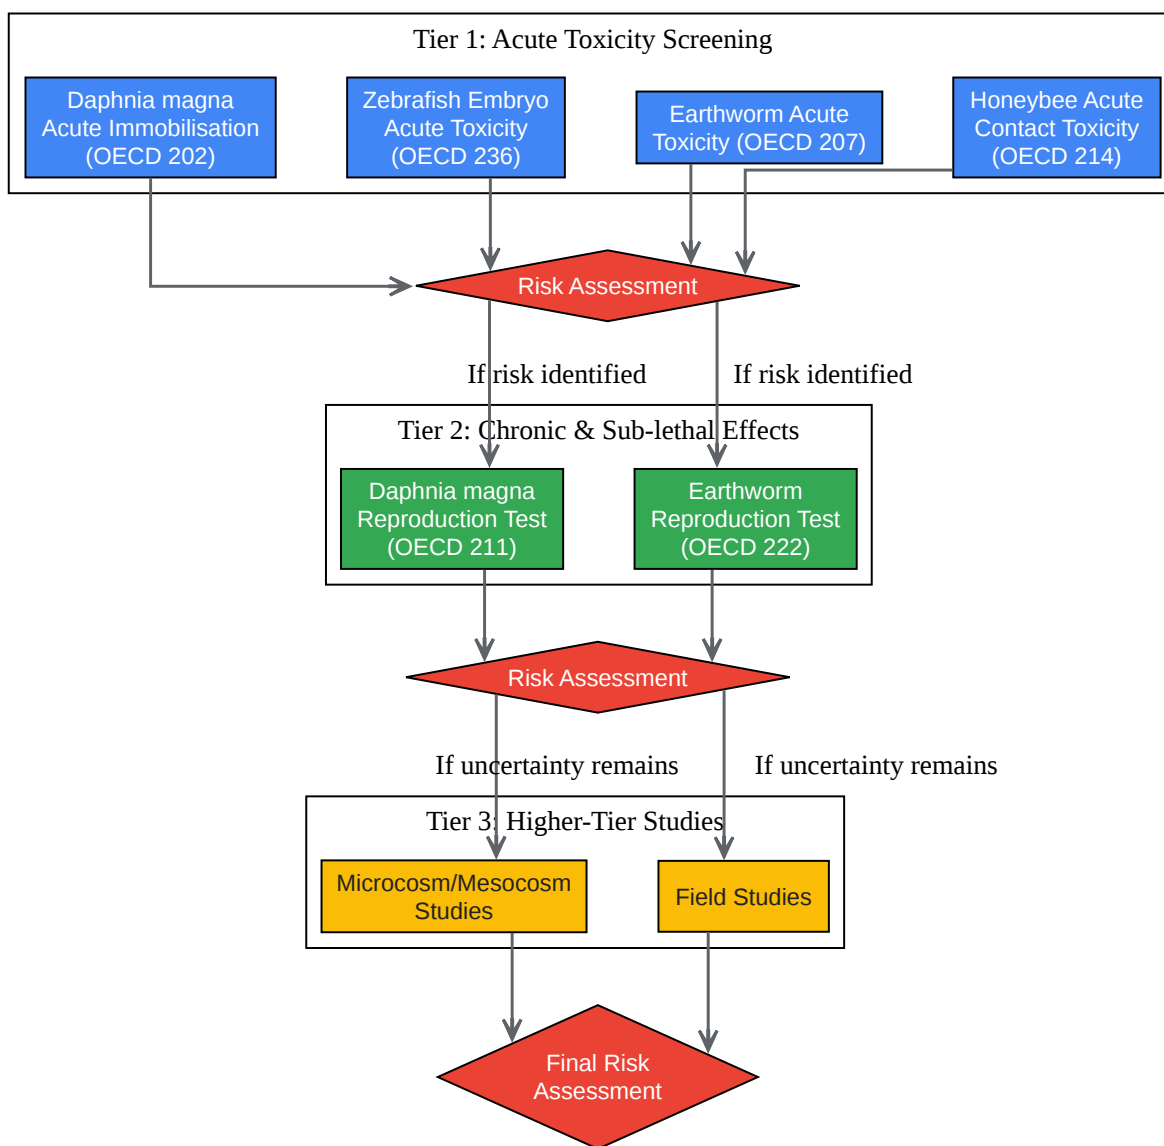 Tier 1: Acute Toxicity Screening
Daphnia magna
Acute Immobilisation
(OECD 202)
Zebrafish Embryo
Acute Toxicity
(OECD 236)
Earthworm Acute
Toxicity (OECD 207)
Honeybee Acute
Contact Toxicity
(OECD 214)
Risk Assessment
If risk identified
If risk identified
Tier 2: Chronic & Sub-lethal Effects
Daphnia magna
Reproduction Test
(OECD 211)
Earthworm
Reproduction Test
(OECD 222)
Risk Assessment
If uncertainty remains
If uncertainty remains
Tier 3: Higher-Tier Studies
Microcosm/Mesocosm
Studies
Field Studies
Final Risk
Assessment